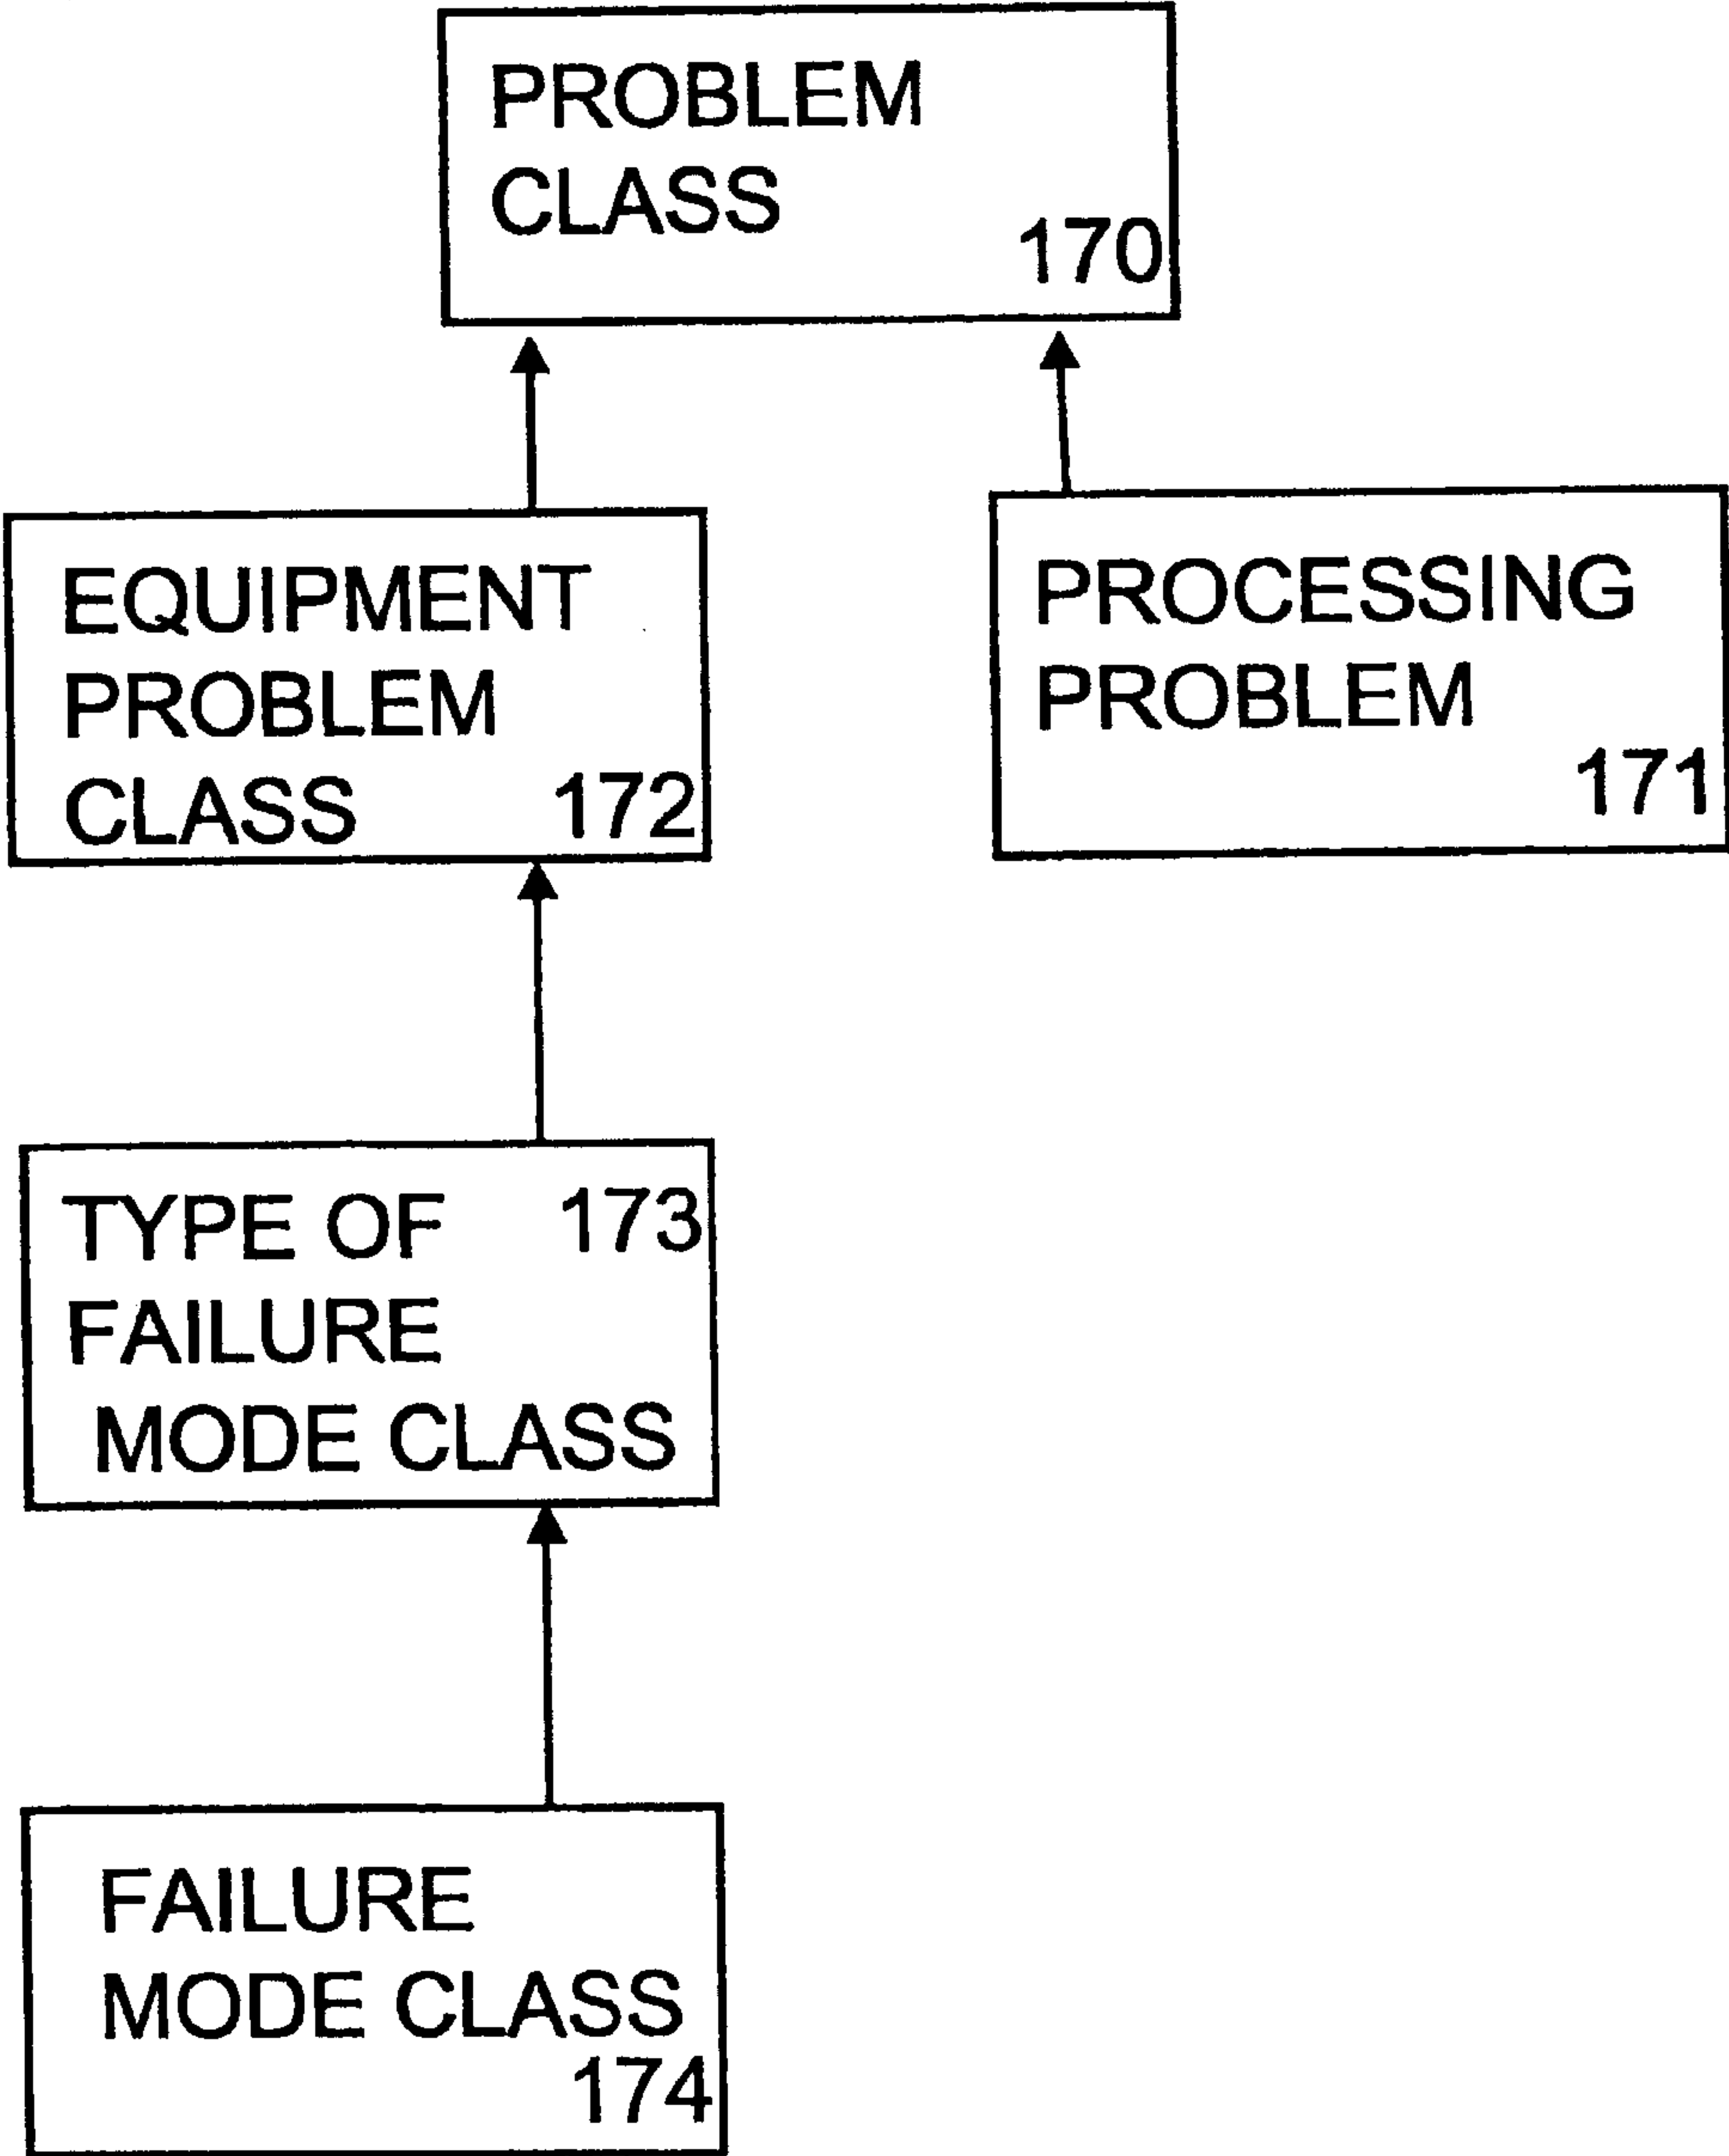 PROBLEM
CLASS
170
EQUIPMENT
PROBLEM
CLASS 172
PROCESSING
PROBLEM
171
TYPE OF 173
FAILURE
MODE CLASS
FAILURE
MODE CLASS
174